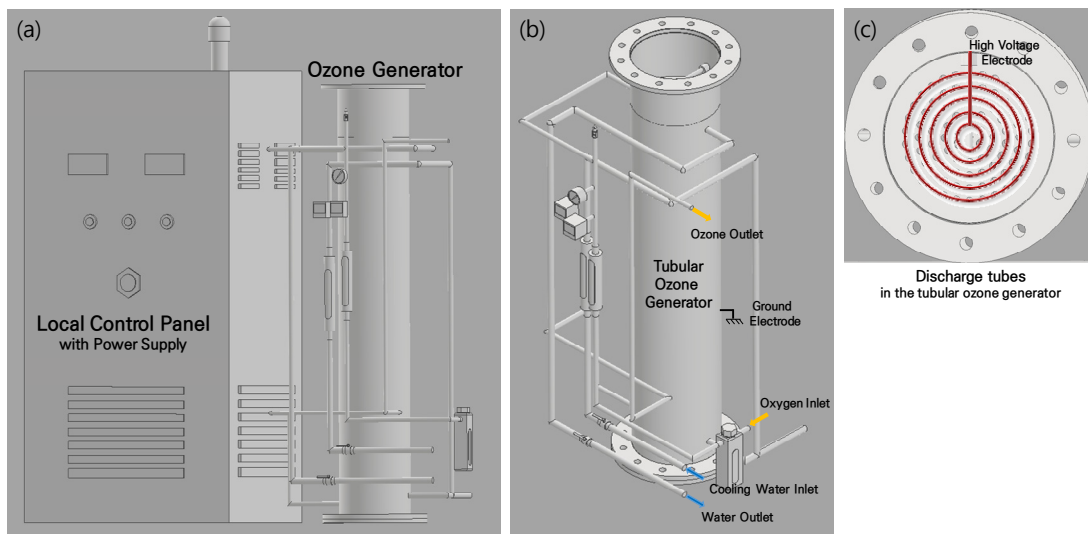 (a)
Ozone Generator
Local Control Panel
with Power Supply
(b)
Ozone Outlet
Tubular
Ozone
Generator
Ground
Electrode
Oxygen Inlet
Cooling Water Inlet
Water Outlet
(c)
High Voltage
Electrode
Discharge tubes
in the tubular ozone generator